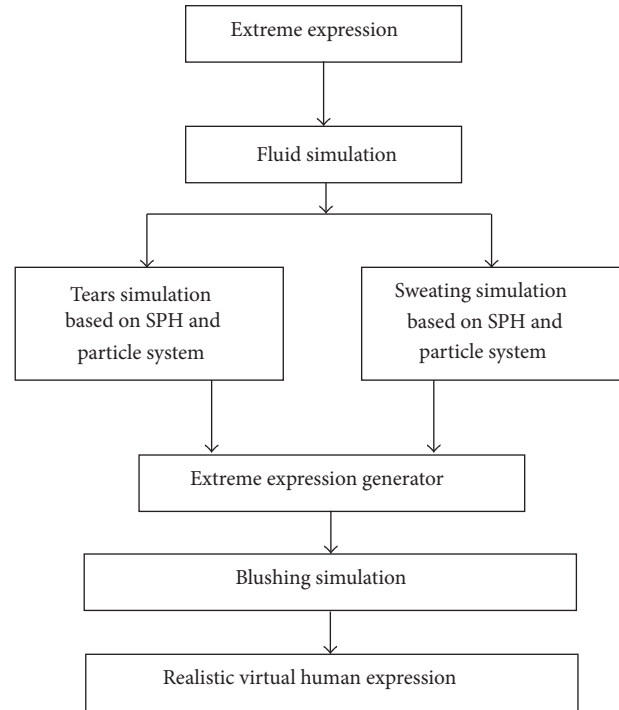 Extreme expression
Fluid simulation
Tears simulation
based on SPH and
particle system
Sweating simulation
based on SPH and
particle system
Extreme expression generator
Blushing simulation
Realistic virtual human expression